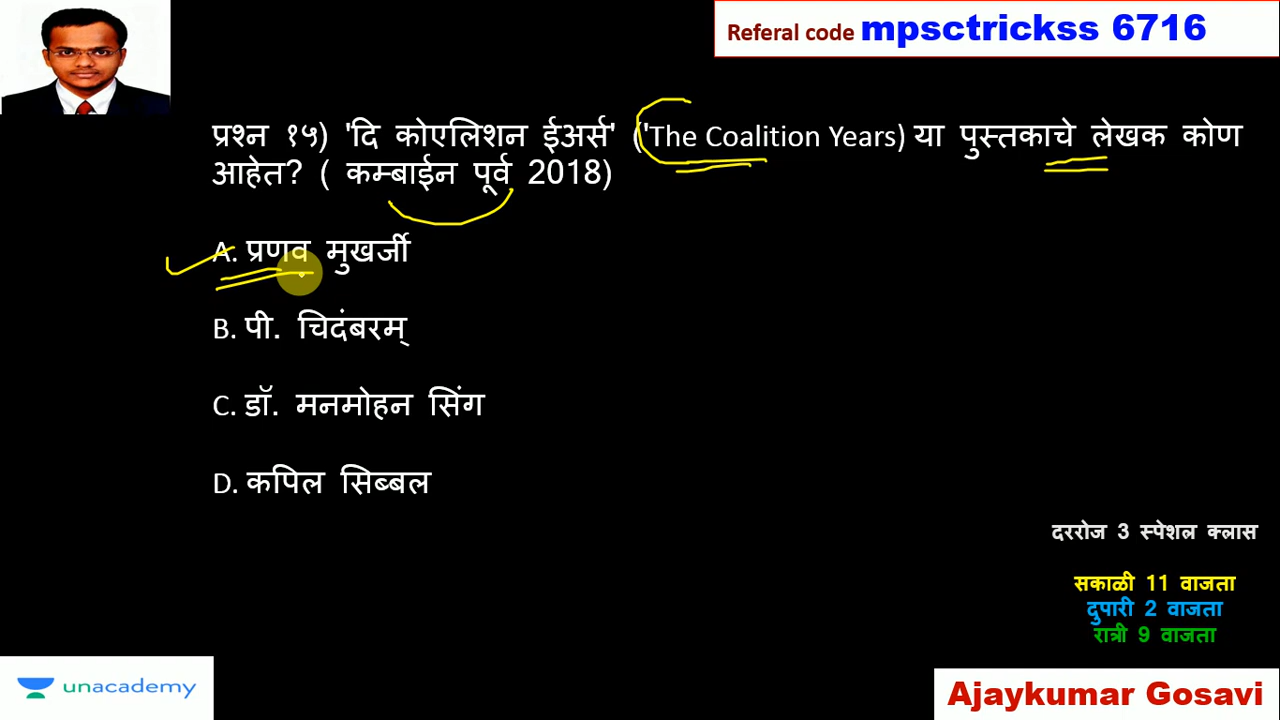 Referal code mpsctrickss 6716
प्रश्न १५) 'दि कोएलिशन ईअर्स' ('The Coalition Years) या पुस्तकाचे लेखक कोण
आहेत? ( कम्बाईन पूर्व 2018)
A. प्रणव मुखर्जी
B. पी. चिदंबरम्
C. डॉ. मनमोहन सिंग
D. कपिल सिब्बल
दररोज 3 स्पेशल क्लास
सकाळी 11 वाजता
दुपारी 2 वाजता
रात्री 9 वाजता
unacademy
Ajaykumar Gosavi